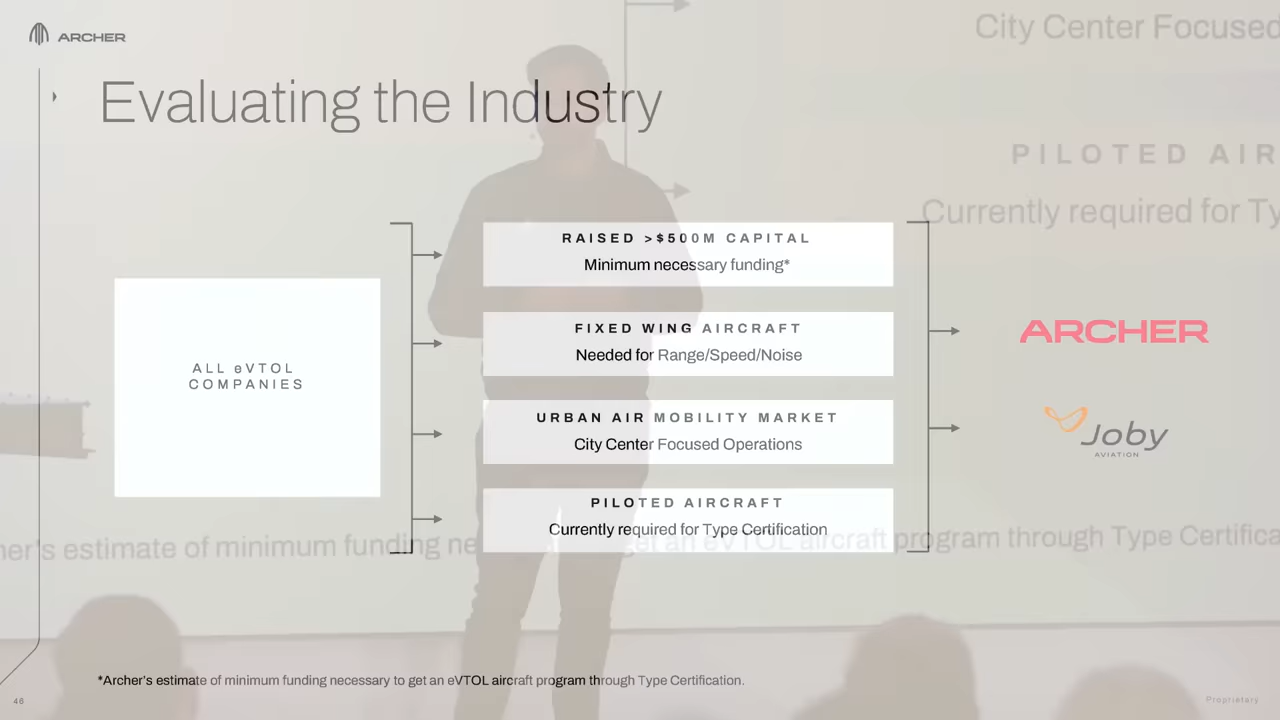 ARCHER
City Center Focused
Evaluating the Industry
PILOTED AIR
Currently required for Ty
RAISED >$500M CAPITAL
Minimum necessary funding*
FIXED WING AIRCRAFT
Needed for Range/Speed/Noise
ALL eVTOL
COMPANIES
URBAN AIR MOBILITY MARKET
City Center Focused Operations
PILOTED AIRCRAFT
Currently required for Type Certification
ARCHER
Joby
AVIATION
her's estimate of minimum funding ne get an eVTOL aircraft program through Type Certifica
*Archer's estimate of minimum funding necessary to get an eVTOL aircraft program through Type Certification.
46
Proprietary